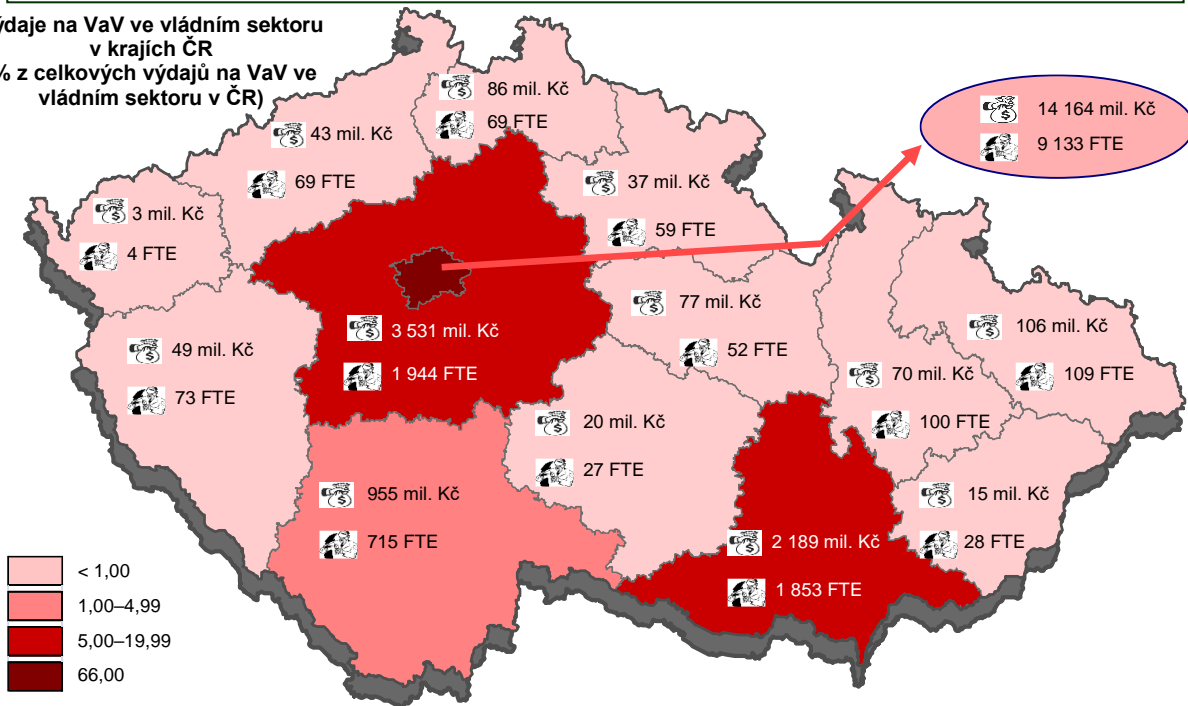 ýdaje na VaV ve vládním sektoru
v krajích ČR
% z celkových výdajů na VaV ve
vládním sektoru v ČR)
86 mil. Kč
69 FTE
14 164 mil. Kč
9 133 FTE
43 mil. Kč
69 FTE
37 mil. Kč
59 FTE
3 mil. Kč
4 FTE
77 mil. Kč
52 FTE
3 531 mil. Kč
1 944 FTE
106 mil. Kč
109 FTE
49 mil. Kč
73 FTE
70 mil. Kč
100 FTE
20 mil. Kč
27 FTE
955 mil. Kč
715 FTE
15 mil. Kč
28 FTE
2 189 mil. Kč
1 853 FTE
< 1,00
1,00–4,99
5,00–19,99
66,00